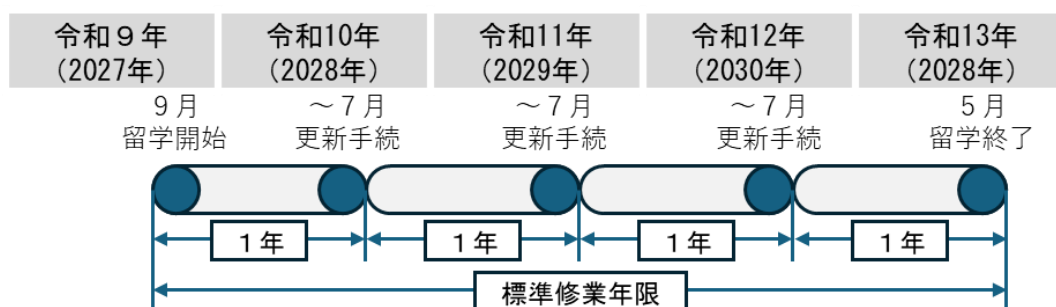 令和９年
（2027年）
令和10年
（2028年）
令和11年
（2029年）
令和12年
（2030年）
令和13年
（2028年）
９月
留学開始
～７月
更新手続
～７月
更新手続
～７月
更新手続
５月
留学終了
１年
１年
１年
１年
標準修業年限